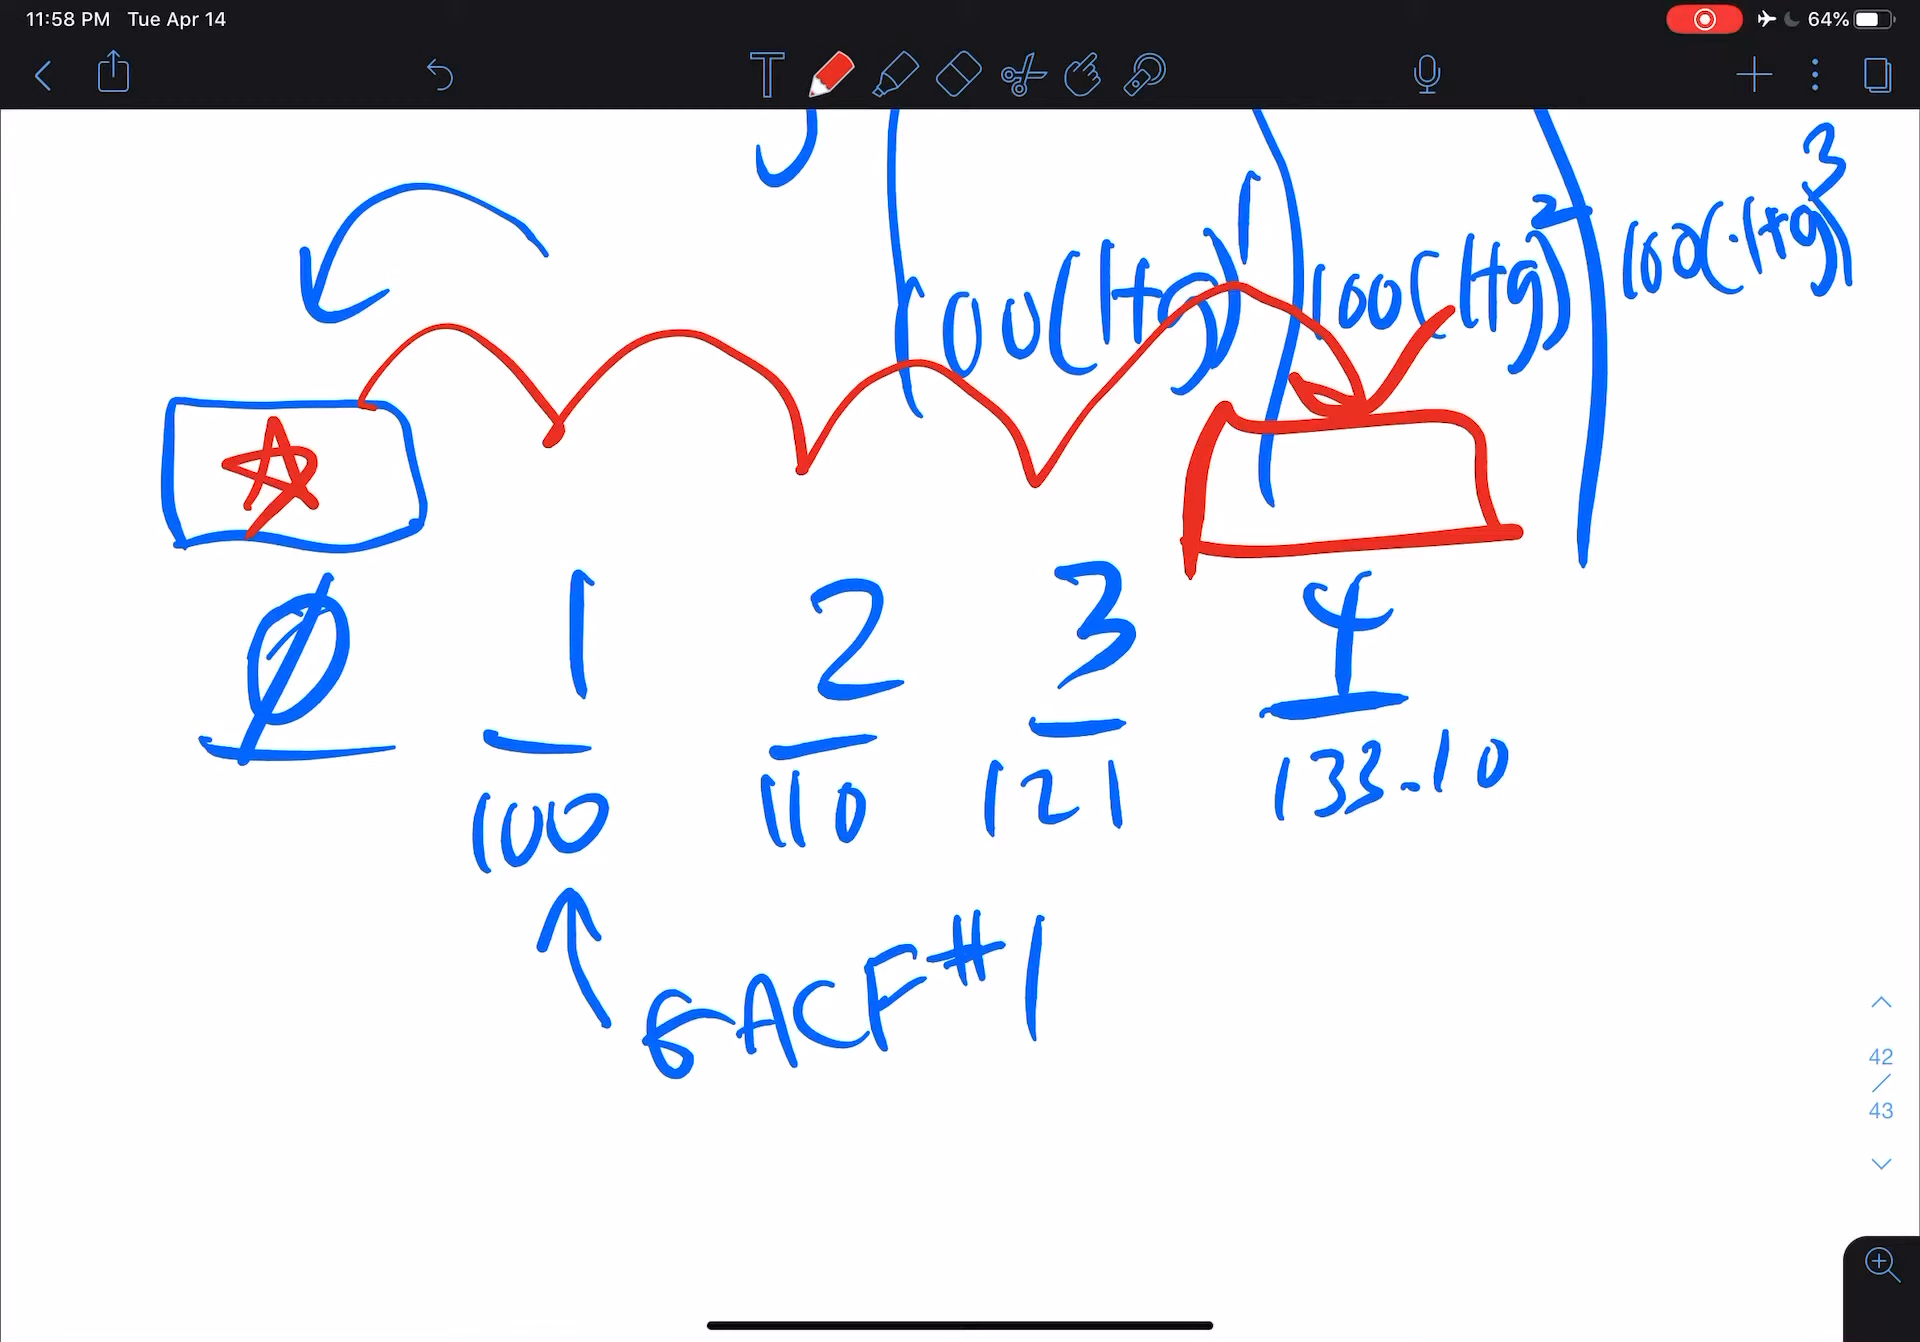 11:58 PM Tue Apr 14
64%
T
100(1+g)^1 100(1+g)^2 100(1+g)^3
0 1 2 3 4
100 110 121 133.10
GACF #1
42
/
43